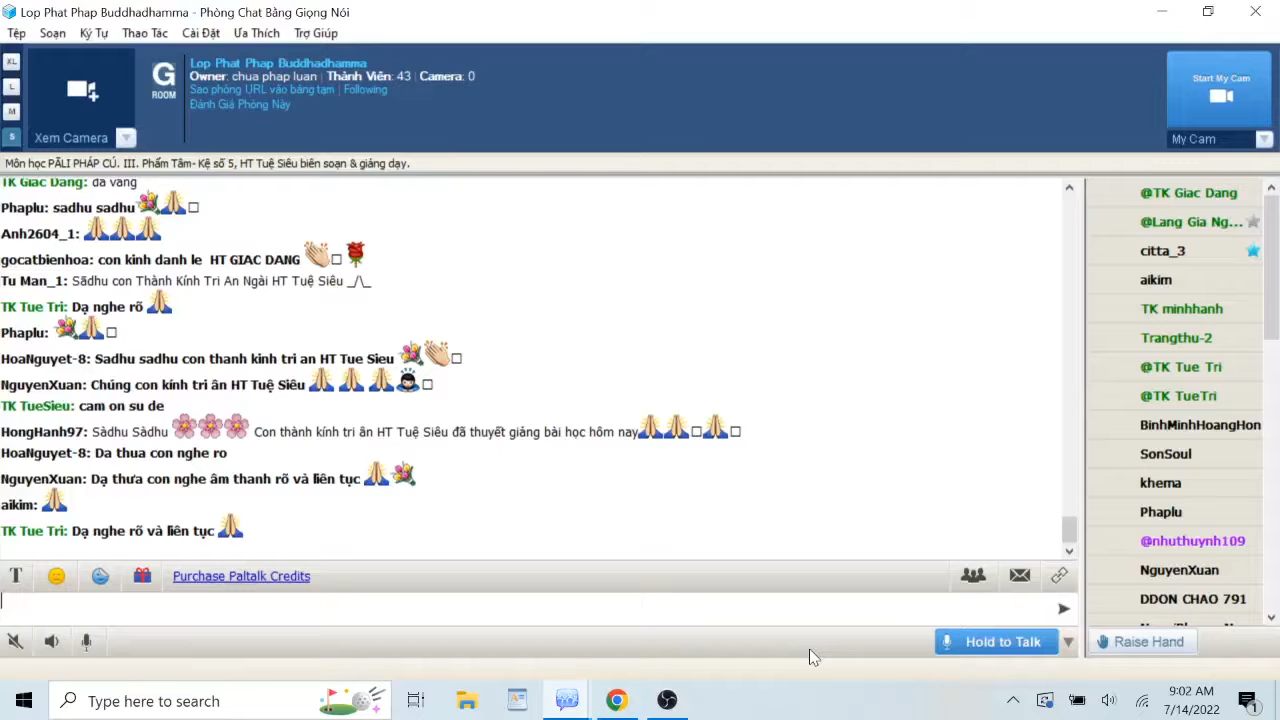 Lop Phat Phap Buddhadhamma - Phòng Chat Bằng Giọng Nói
Tệp Soạn Ký Tự Thao Tác Cài Đặt Ưa Thích Trợ Giúp
XL
L
M
S
Xem Camera
G
ROOM
Lop Phat Phap Buddhadhamma
Owner: chua phap luan | Thành Viên: 43 | Camera: 0
Sao phỏng URL vào bảng tạm | Following
Đánh Giá Phòng Này
Start My Cam
My Cam
Môn học PĀLI PHÁP CÚ. III. Phẩm Tâm- Kệ số 5, HT Tuệ Siêu biên soạn & giảng dạy.
TK Giac Dang: da vang
Phaplu: sadhu sadhu
Anh2604_1:
gocatbienhoa: con kinh danh le HT GIAC DANG
Tu Man_1: Sādhu con Thành Kính Tri Ân Ngài HT Tuệ Siêu _/\_
TK Tue Tri: Dạ nghe rõ
Phaplu:
HoaNguyet-8: Sadhu sadhu con thanh kinh tri an HT Tue Sieu
NguyenXuan: Chúng con kính tri ân HT Tuệ Siêu
TK TueSieu: cam on su de
HongHanh97: Sàdhu Sàdhu Con thành kính tri ân HT Tuệ Siêu đã thuyết giảng bài học hôm nay
HoaNguyet-8: Da thua con nghe ro
NguyenXuan: Dạ thưa con nghe âm thanh rõ và liên tục
aikim:
TK Tue Tri: Dạ nghe rõ và liên tục
@TK Giac Dang
@Lang Gia Ng...
citta_3
aikim
TK minhhanh
Trangthu-2
@TK Tue Tri
@TK TueTri
BinhMinhHoangHon
SonSoul
khema
Phaplu
@nhuthuynh109
NguyenXuan
DDON CHAO 791
T Purchase Paltalk Credits
Hold to Talk
Raise Hand
Type here to search
9:02 AM
7/14/2022
1